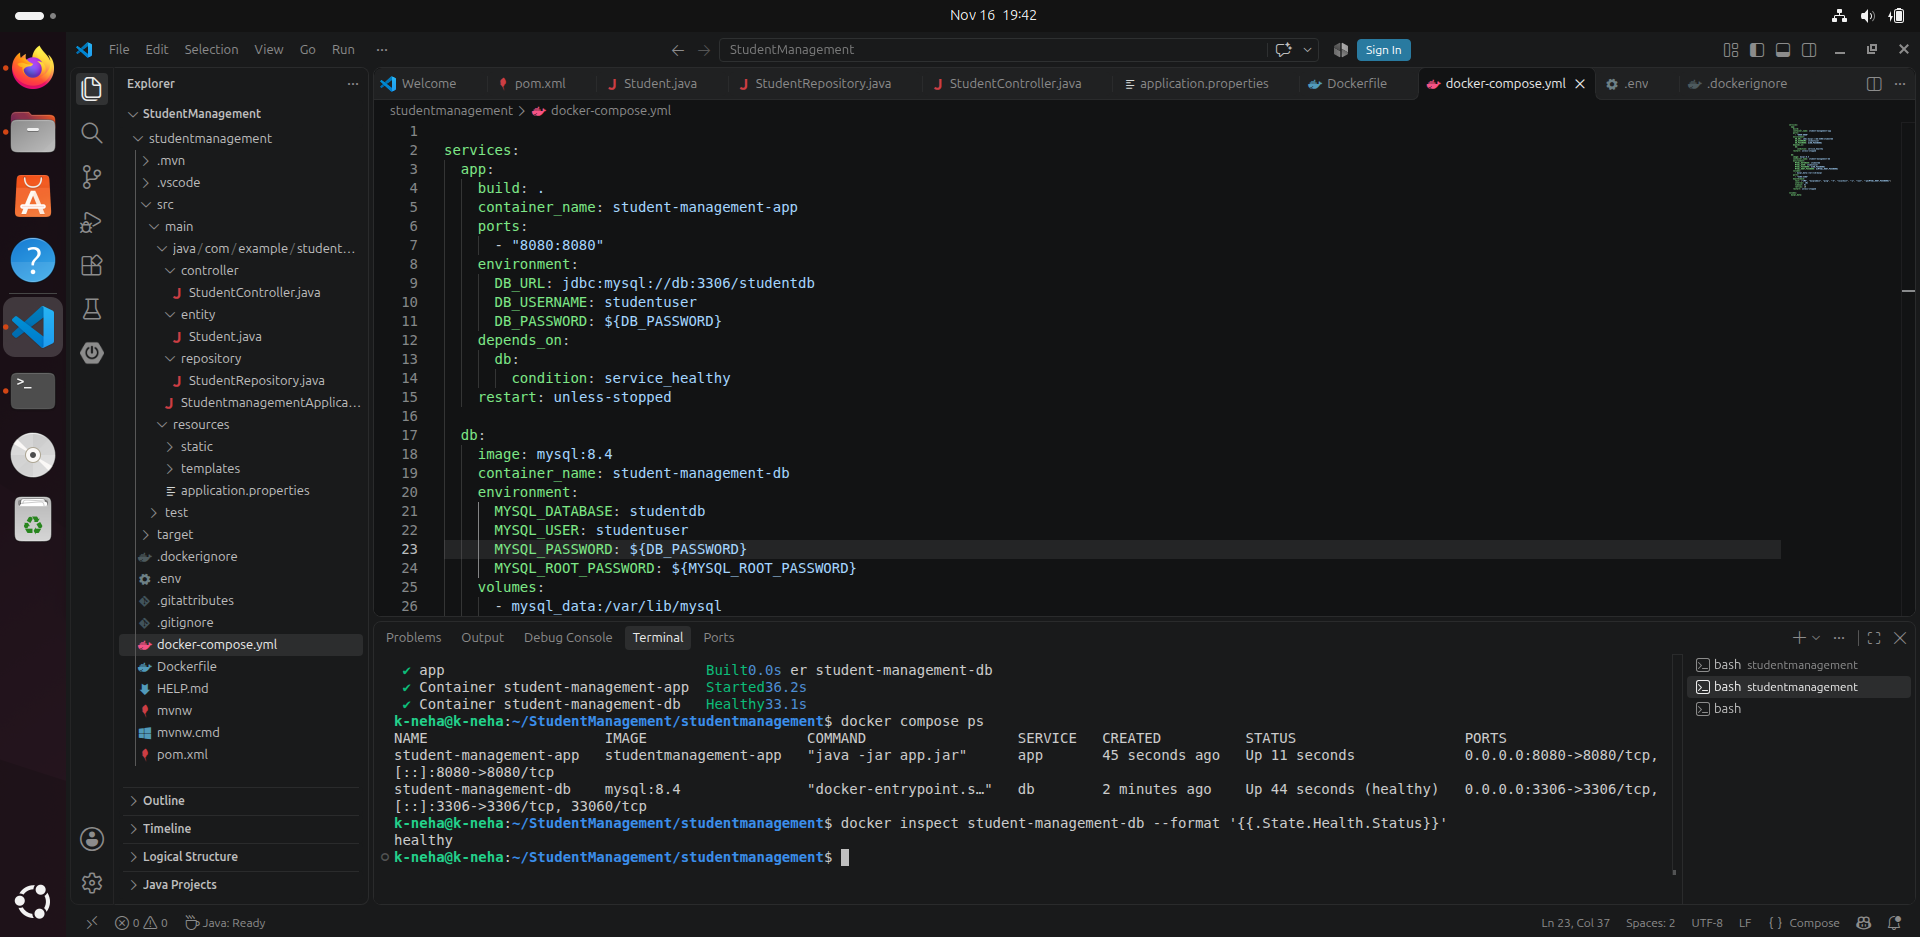 Nov 16 19:42
File Edit Selection View Go Run ···
StudentManagement
Sign In
Explorer
StudentManagement
studentmanagement
.mvn
.vscode
src
main
java/com/example/student...
controller
StudentController.java
entity
Student.java
repository
StudentRepository.java
StudentmanagementApplica...
resources
static
templates
application.properties
test
target
.dockerignore
.env
.gitattributes
.gitignore
docker-compose.yml
Dockerfile
HELP.md
mvnw
mvnw.cmd
pom.xml
Outline
Timeline
Logical Structure
Java Projects
Welcome pom.xml Student.java StudentRepository.java StudentController.java application.properties Dockerfile docker-compose.yml .env .dockerignore
studentmanagement > docker-compose.yml
1
2 services:
3 app:
4 build: .
5 container_name: student-management-app
6 ports:
7 - "8080:8080"
8 environment:
9 DB_URL: jdbc:mysql://db:3306/studentdb
10 DB_USERNAME: studentuser
11 DB_PASSWORD: ${DB_PASSWORD}
12 depends_on:
13 db:
14 condition: service_healthy
15 restart: unless-stopped
16
17 db:
18 image: mysql:8.4
19 container_name: student-management-db
20 environment:
21 MYSQL_DATABASE: studentdb
22 MYSQL_USER: studentuser
23 MYSQL_PASSWORD: ${DB_PASSWORD}
24 MYSQL_ROOT_PASSWORD: ${MYSQL_ROOT_PASSWORD}
25 volumes:
26 - mysql_data:/var/lib/mysql
Problems Output Debug Console Terminal Ports
✔ app Built0.0s er student-management-db
✔ Container student-management-app Started36.2s
✔ Container student-management-db Healthy33.1s
k-neha@k-neha:~/StudentManagement/studentmanagement$ docker compose ps
NAME IMAGE COMMAND SERVICE CREATED STATUS PORTS
student-management-app studentmanagement-app "java -jar app.jar" app 45 seconds ago Up 11 seconds 0.0.0.0:8080->8080/tcp,
[::]:8080->8080/tcp
student-management-db mysql:8.4 "docker-entrypoint.s…" db 2 minutes ago Up 44 seconds (healthy) 0.0.0.0:3306->3306/tcp,
[::]:3306->3306/tcp, 33060/tcp
k-neha@k-neha:~/StudentManagement/studentmanagement$ docker inspect student-management-db --format '{{.State.Health.Status}}'
healthy
k-neha@k-neha:~/StudentManagement/studentmanagement$
bash studentmanagement
bash studentmanagement
bash
0 0 Java: Ready
Ln 23, Col 37 Spaces: 2 UTF-8 LF { } Compose